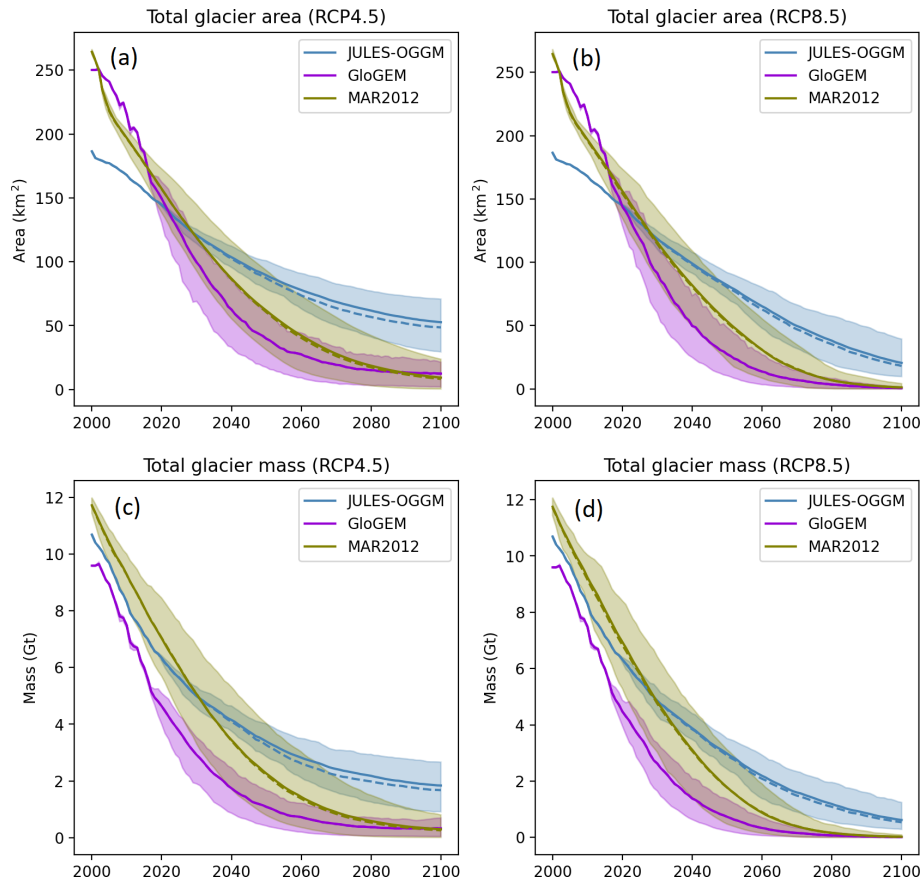 Total glacier area (RCP4.5)
(a)
JULES-OGGM
GloGEM
MAR2012
Area (km²)
250
200
150
100
50
0
2000 2020 2040 2060 2080 2100
Total glacier area (RCP8.5)
(b)
JULES-OGGM
GloGEM
MAR2012
Area (km²)
250
200
150
100
50
0
2000 2020 2040 2060 2080 2100
Total glacier mass (RCP4.5)
(c)
JULES-OGGM
GloGEM
MAR2012
Mass (Gt)
12
10
8
6
4
2
0
2000 2020 2040 2060 2080 2100
Total glacier mass (RCP8.5)
(d)
JULES-OGGM
GloGEM
MAR2012
Mass (Gt)
12
10
8
6
4
2
0
2000 2020 2040 2060 2080 2100